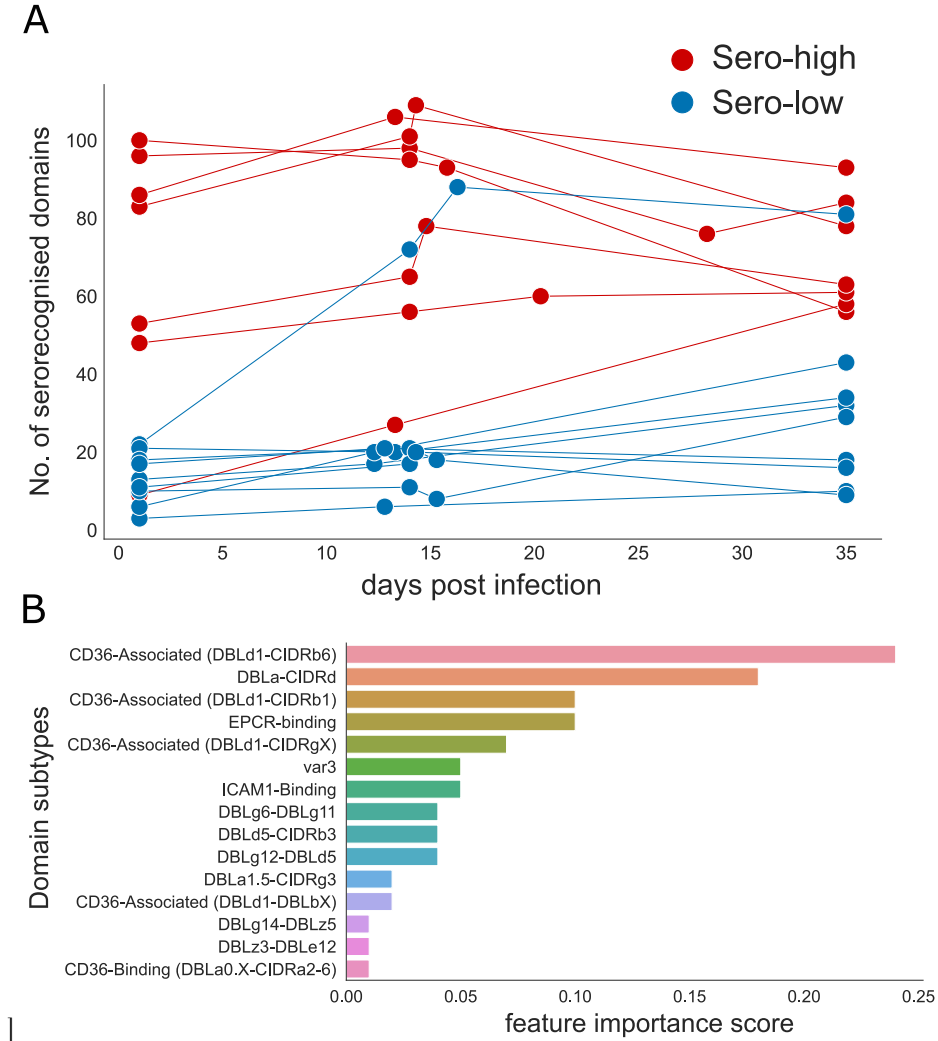 A
Sero-high
Sero-low
No. of serorecognised domains
100
80
60
40
20
0
0 5 10 15 20 25 30 35
days post infection
B
Domain subtypes
CD36-Associated (DBLd1-CIDRb6)
DBLa-CIDRd
CD36-Associated (DBLd1-CIDRb1)
EPCR-binding
CD36-Associated (DBLd1-CIDRgX)
var3
ICAM1-Binding
DBLg6-DBLg11
DBLd5-CIDRb3
DBLg12-DBLd5
DBLa1.5-CIDRg3
CD36-Associated (DBLd1-DBLbX)
DBLg14-DBLz5
DBLz3-DBLe12
CD36-Binding (DBLa0.X-CIDRa2-6)
0.00 0.05 0.10 0.15 0.20 0.25
feature importance score
]